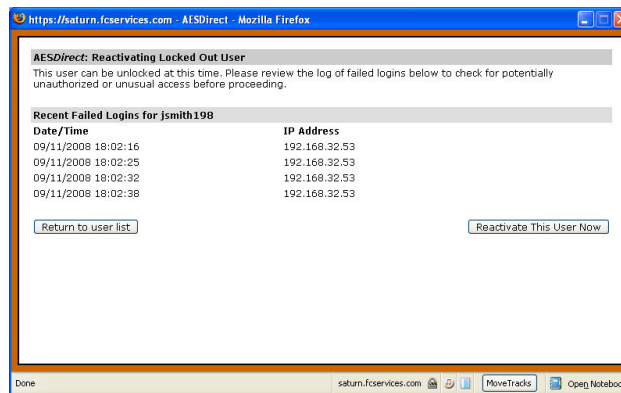 https://saturn.fcservices.com - AESDirect - Mozilla Firefox
AESDirect: Reactivating Locked Out User
This user can be unlocked at this time. Please review the log of failed logins below to check for potentially
unauthorized or unusual access before proceeding.
Recent Failed Logins for jsmith198
Date/Time IP Address
09/11/2008 18:02:16 192.168.32.53
09/11/2008 18:02:25 192.168.32.53
09/11/2008 18:02:32 192.168.32.53
09/11/2008 18:02:38 192.168.32.53
Return to user list Reactivate This User Now
Done saturn.fcservices.com MoveTracks Open Noteboo